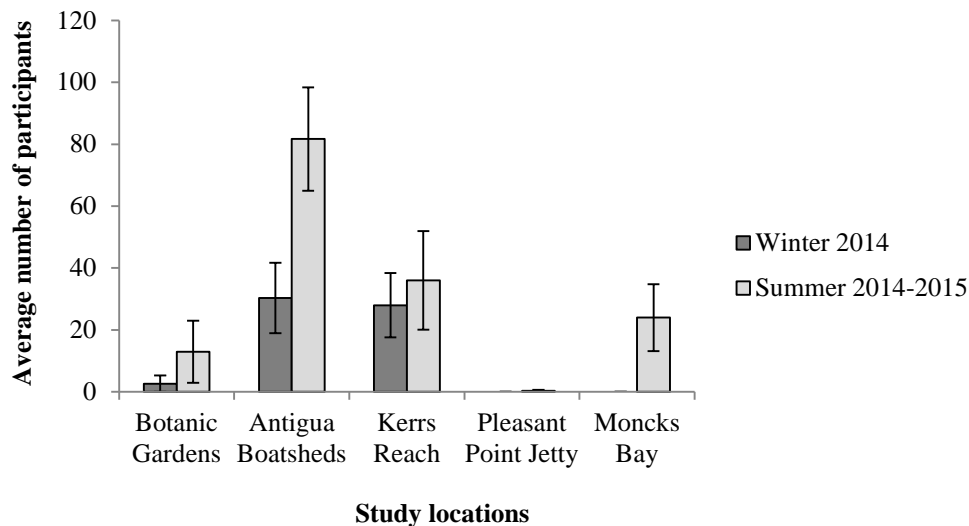 Average number of participants
120
100
80
60
40
20
0
Botanic
Gardens
Antigua
Boatsheds
Kerrs
Reach
Pleasant
Point Jetty
Moncks
Bay
Study locations
Winter 2014
Summer 2014-2015